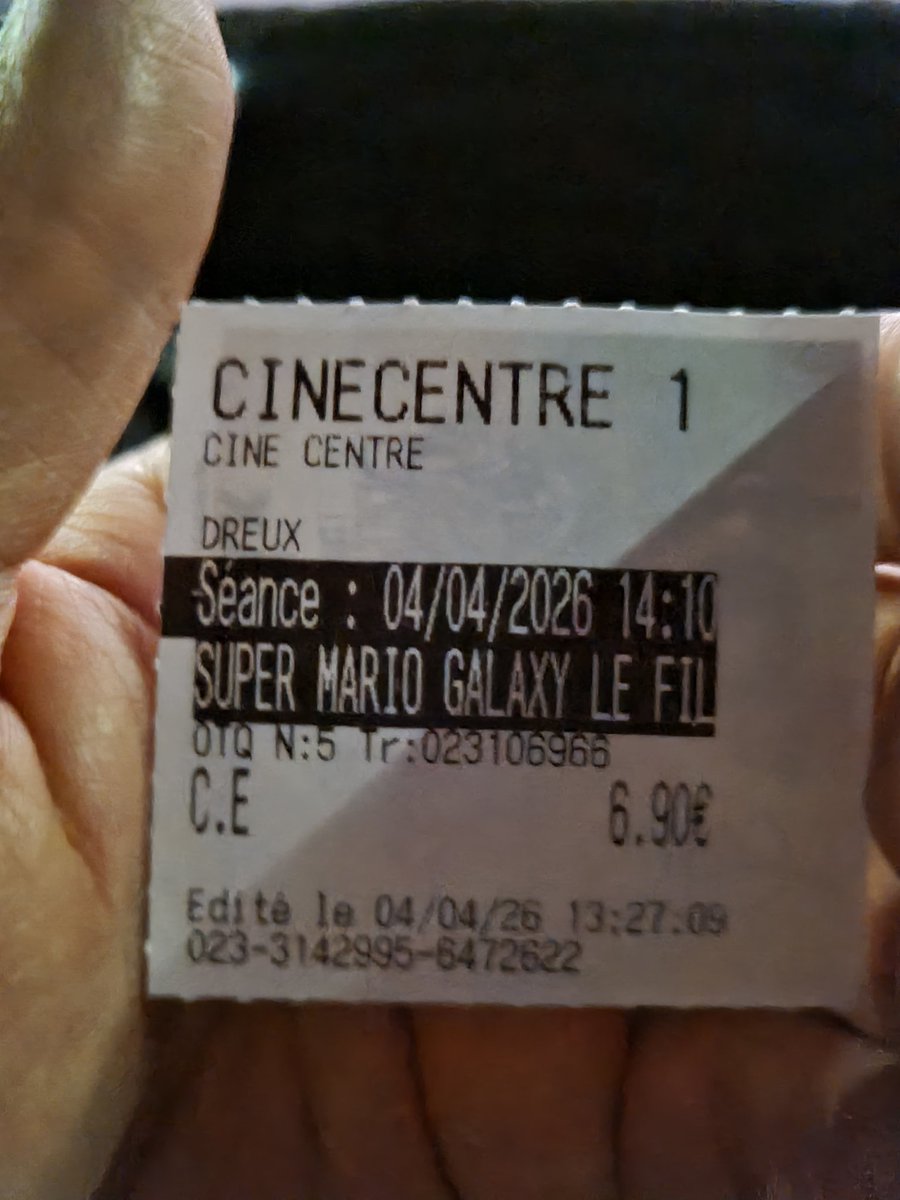 CINECENTRE 1
CINE CENTRE
DREUX
Séance : 04/04/2026 14:10
SUPER MARIO GALAXY LE FIL
OTQ N:5 Tr:023106966
C.E 6.90€
Edité le 04/04/26 13:27:09
023-3142995-6472622